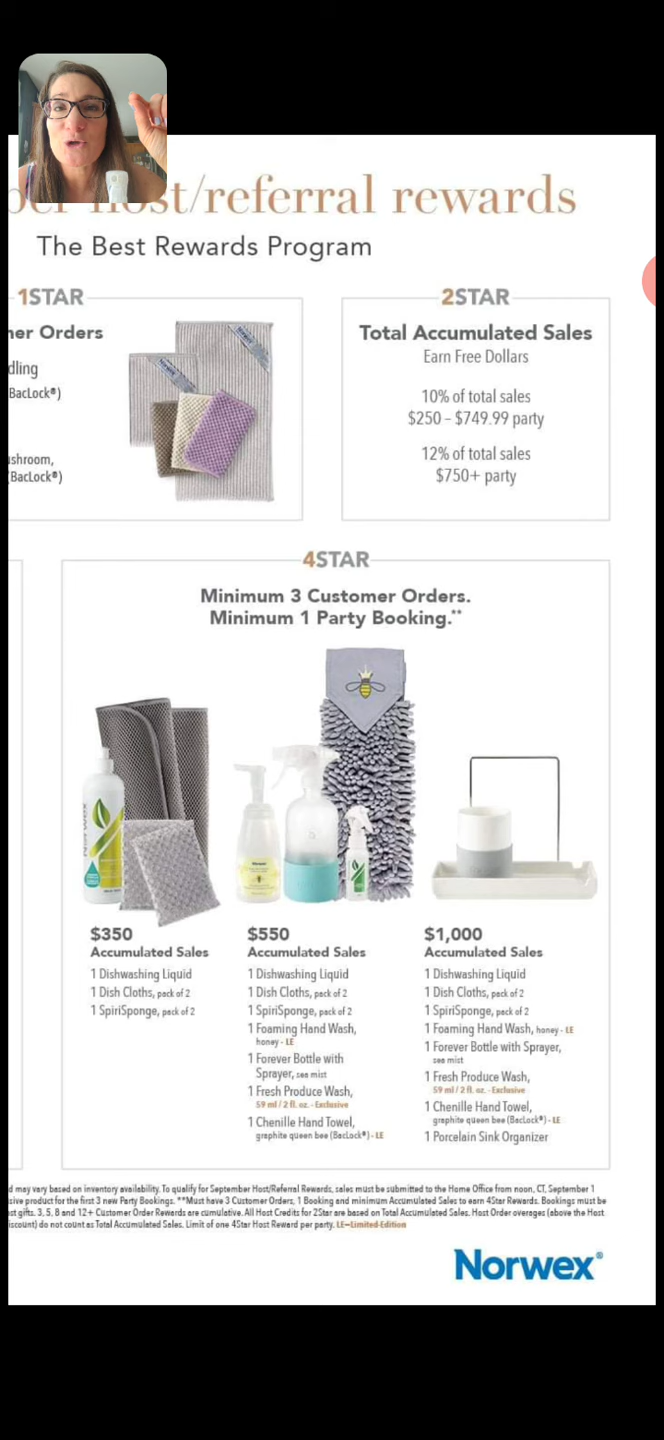 host/referral rewards
The Best Rewards Program
1STAR
Orders
BacLock®)
BacLock®)
Norwex
Norwex
2STAR
Total Accumulated Sales
Earn Free Dollars
10% of total sales
$250 – $749.99 party
12% of total sales
$750+ party
4STAR
Minimum 3 Customer Orders.
Minimum 1 Party Booking.**
Norwex
$350
Accumulated Sales
1 Dishwashing Liquid
1 Dish Cloths, pack of 2
1 SpiriSponge, pack of 2
$550
Accumulated Sales
1 Dishwashing Liquid
1 Dish Cloths, pack of 2
1 SpiriSponge, pack of 2
1 Foaming Hand Wash,
honey - LE
1 Forever Bottle with
Sprayer, sea mist
1 Fresh Produce Wash,
59 ml / 2 fl. oz. - Exclusive
1 Chenille Hand Towel,
graphite queen bee (BacLock®) - LE
$1,000
Accumulated Sales
1 Dishwashing Liquid
1 Dish Cloths, pack of 2
1 SpiriSponge, pack of 2
1 Foaming Hand Wash, honey - LE
1 Forever Bottle with Sprayer,
sea mist
1 Fresh Produce Wash,
59 ml / 2 fl. oz. - Exclusive
1 Chenille Hand Towel,
graphite queen bee (BacLock®) - LE
1 Porcelain Sink Organizer
d may vary based on inventory availability. To qualify for September Host/Referral Rewards, sales must be submitted to the Home Office from noon, CT, September 1
sive product for the first 3 new Party Bookings. **Must have 3 Customer Orders, 1 Booking and minimum Accumulated Sales to earn 4Star Rewards. Bookings must be
st gifts. 3, 5, 8 and 12+ Customer Order Rewards are cumulative. All Host Credits for 2Star are based on Total Accumulated Sales. Host Order overages (above the Host
iscount) do not count as Total Accumulated Sales. Limit of one 4Star Host Reward per party. LE—Limited-Edition
Norwex®